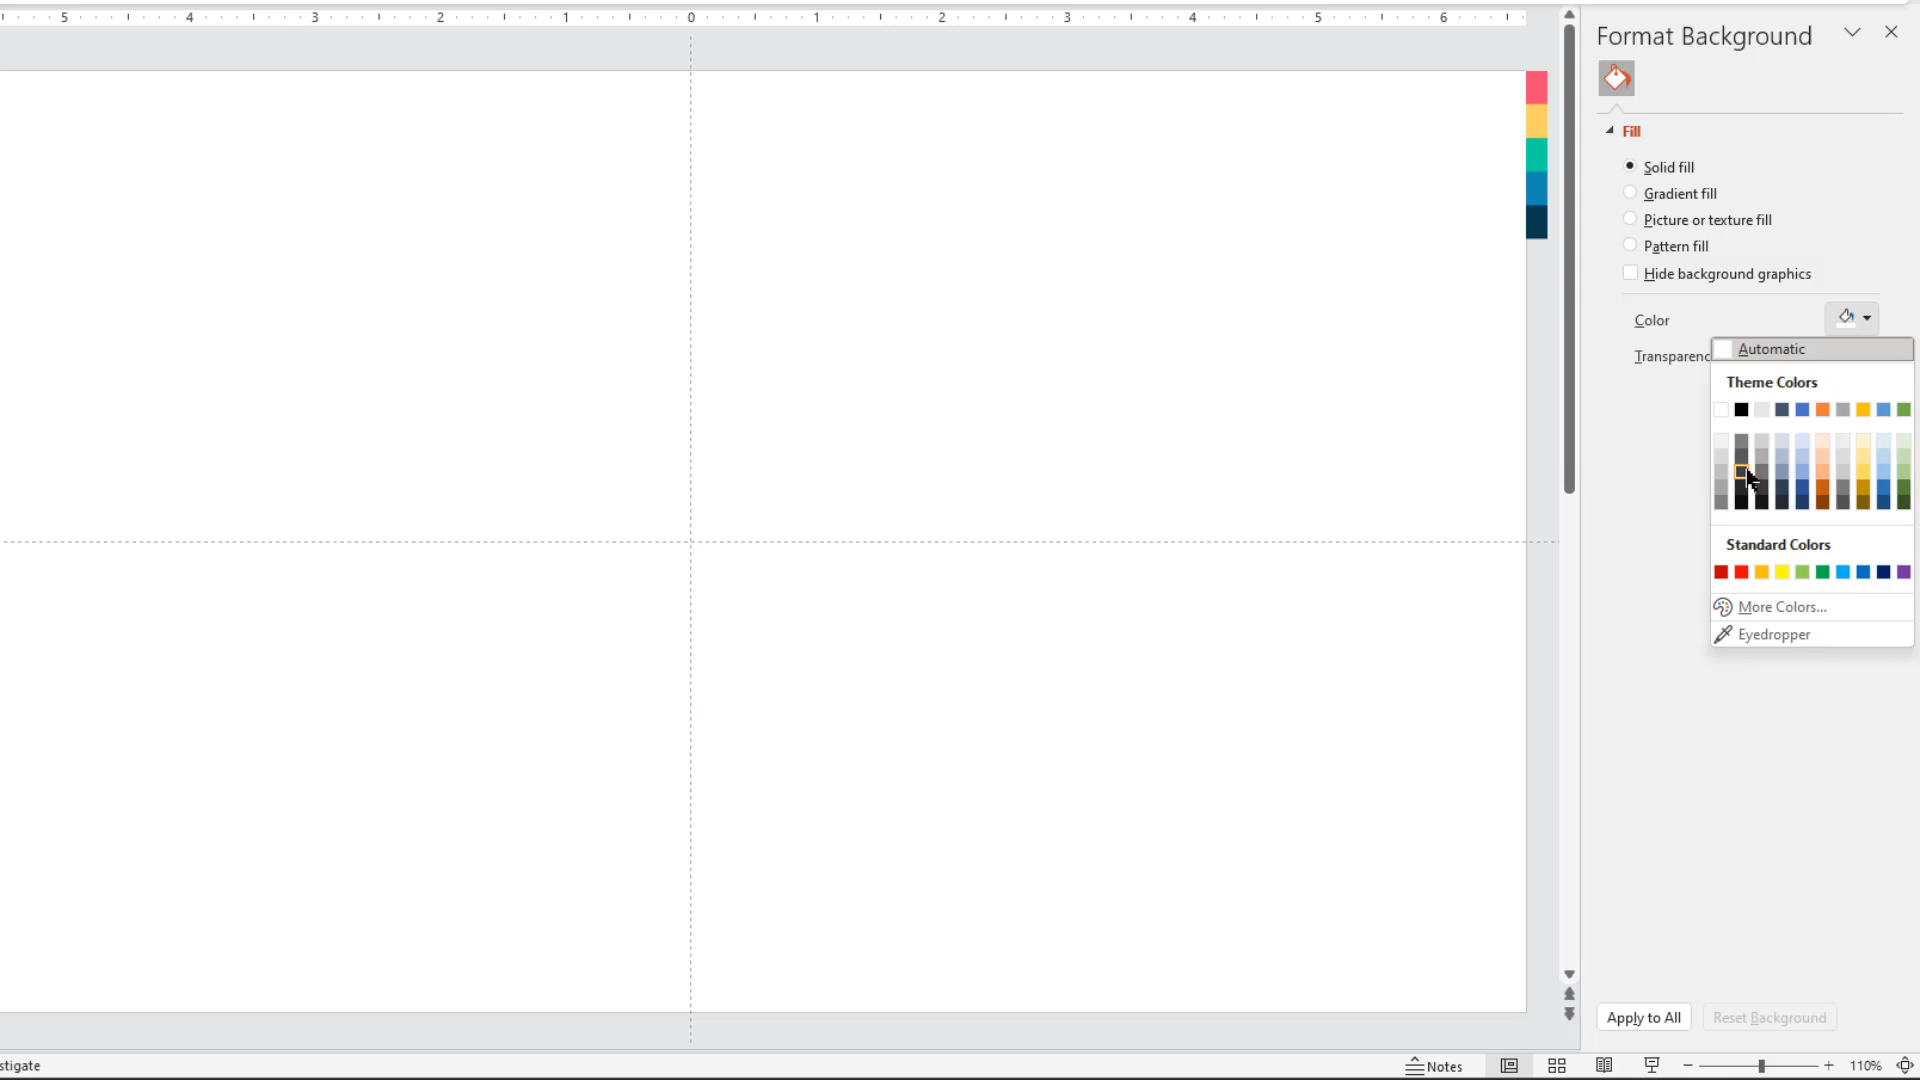 5 4 3 2 1 0 1 2 3 4 5 6
Format Background
Fill
Solid fill
Gradient fill
Picture or texture fill
Pattern fill
Hide background graphics
Color
Transparenc
Automatic
Theme Colors
Standard Colors
More Colors...
Eyedropper
Apply to All
Reset Background
stigate
Notes
110%